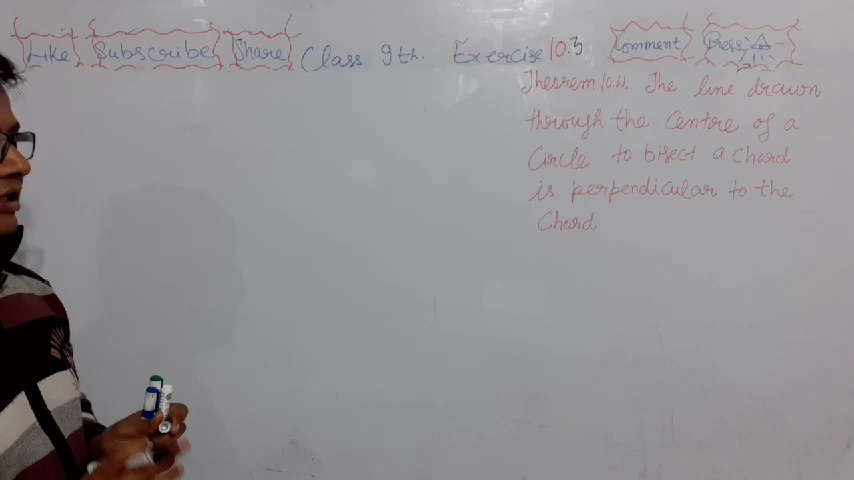 Like Subscribe Share Class 9th. Exercise 10.3 Comment Press
Theorem 10.4. The line drawn
through the Centre of a
Circle to bisect a Chord
is perpendicular to the
Chord